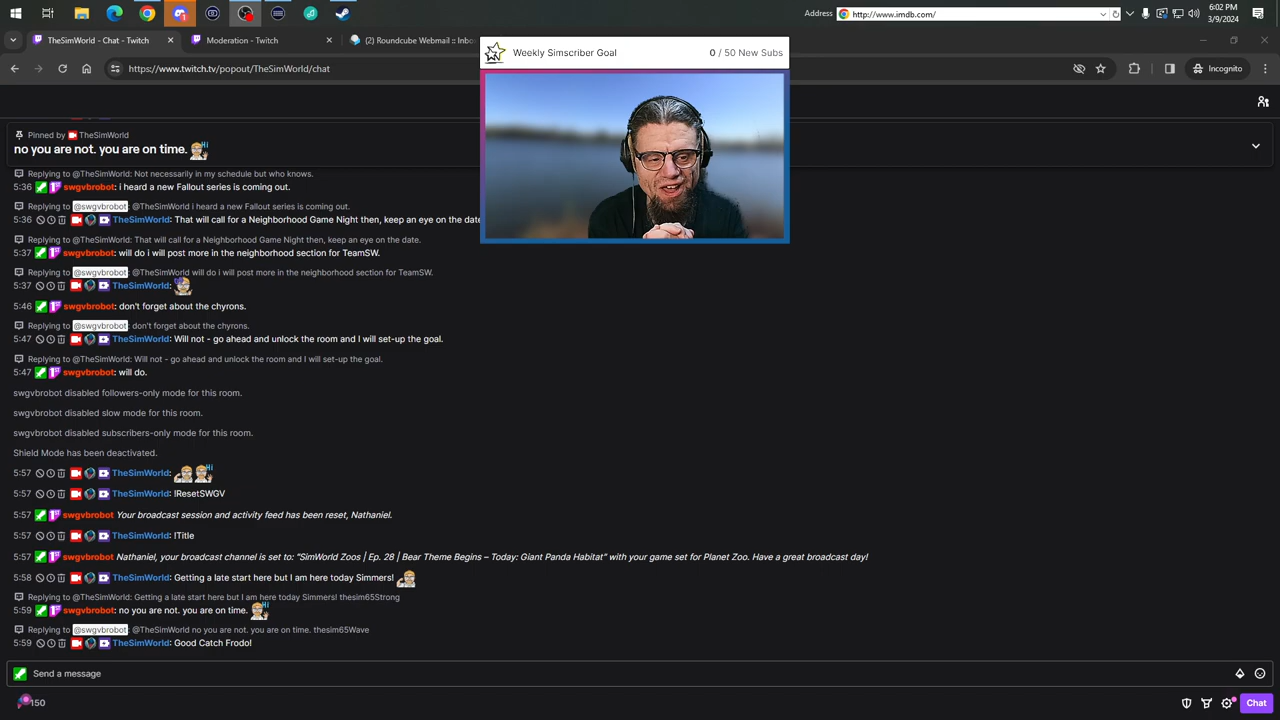 Address http://www.imdb.com/
6:02 PM
3/9/2024
TheSimWorld - Chat - Twitch
Moderation - Twitch
(2) Roundcube Webmail :: Inbo
https://www.twitch.tv/popout/TheSimWorld/chat
Incognito
Weekly Simscriber Goal 0 / 50 New Subs
Pinned by TheSimWorld
no you are not. you are on time. Hi
Replying to @TheSimWorld: Not necessarily in my schedule but who knows.
5:36 swgvbrobot: i heard a new Fallout series is coming out.
Replying to @swgvbrobot: @TheSimWorld i heard a new Fallout series is coming out.
5:36 TheSimWorld: That will call for a Neighborhood Game Night then, keep an eye on the date
Replying to @TheSimWorld: That will call for a Neighborhood Game Night then, keep an eye on the date.
5:37 swgvbrobot: will do i will post more in the neighborhood section for TeamSW.
Replying to @swgvbrobot: @TheSimWorld will do i will post more in the neighborhood section for TeamSW.
5:37 TheSimWorld:
5:46 swgvbrobot: don't forget about the chyrons.
Replying to @swgvbrobot: don't forget about the chyrons.
5:47 TheSimWorld: Will not - go ahead and unlock the room and I will set-up the goal.
Replying to @TheSimWorld: Will not - go ahead and unlock the room and I will set-up the goal.
5:47 swgvbrobot: will do.
swgvbrobot disabled followers-only mode for this room.
swgvbrobot disabled slow mode for this room.
swgvbrobot disabled subscribers-only mode for this room.
Shield Mode has been deactivated.
5:57 TheSimWorld: Hi
5:57 TheSimWorld: !ResetSWGV
5:57 swgvbrobot Your broadcast session and activity feed has been reset, Nathaniel.
5:57 TheSimWorld: !Title
5:57 swgvbrobot Nathaniel, your broadcast channel is set to: "SimWorld Zoos | Ep. 28 | Bear Theme Begins – Today: Giant Panda Habitat" with your game set for Planet Zoo. Have a great broadcast day!
5:58 TheSimWorld: Getting a late start here but I am here today Simmers!
Replying to @TheSimWorld: Getting a late start here but I am here today Simmers! thesim65Strong
5:59 swgvbrobot: no you are not. you are on time. Hi
Replying to @swgvbrobot: @TheSimWorld no you are not. you are on time. thesim65Wave
5:59 TheSimWorld: Good Catch Frodo!
Send a message
150
Chat